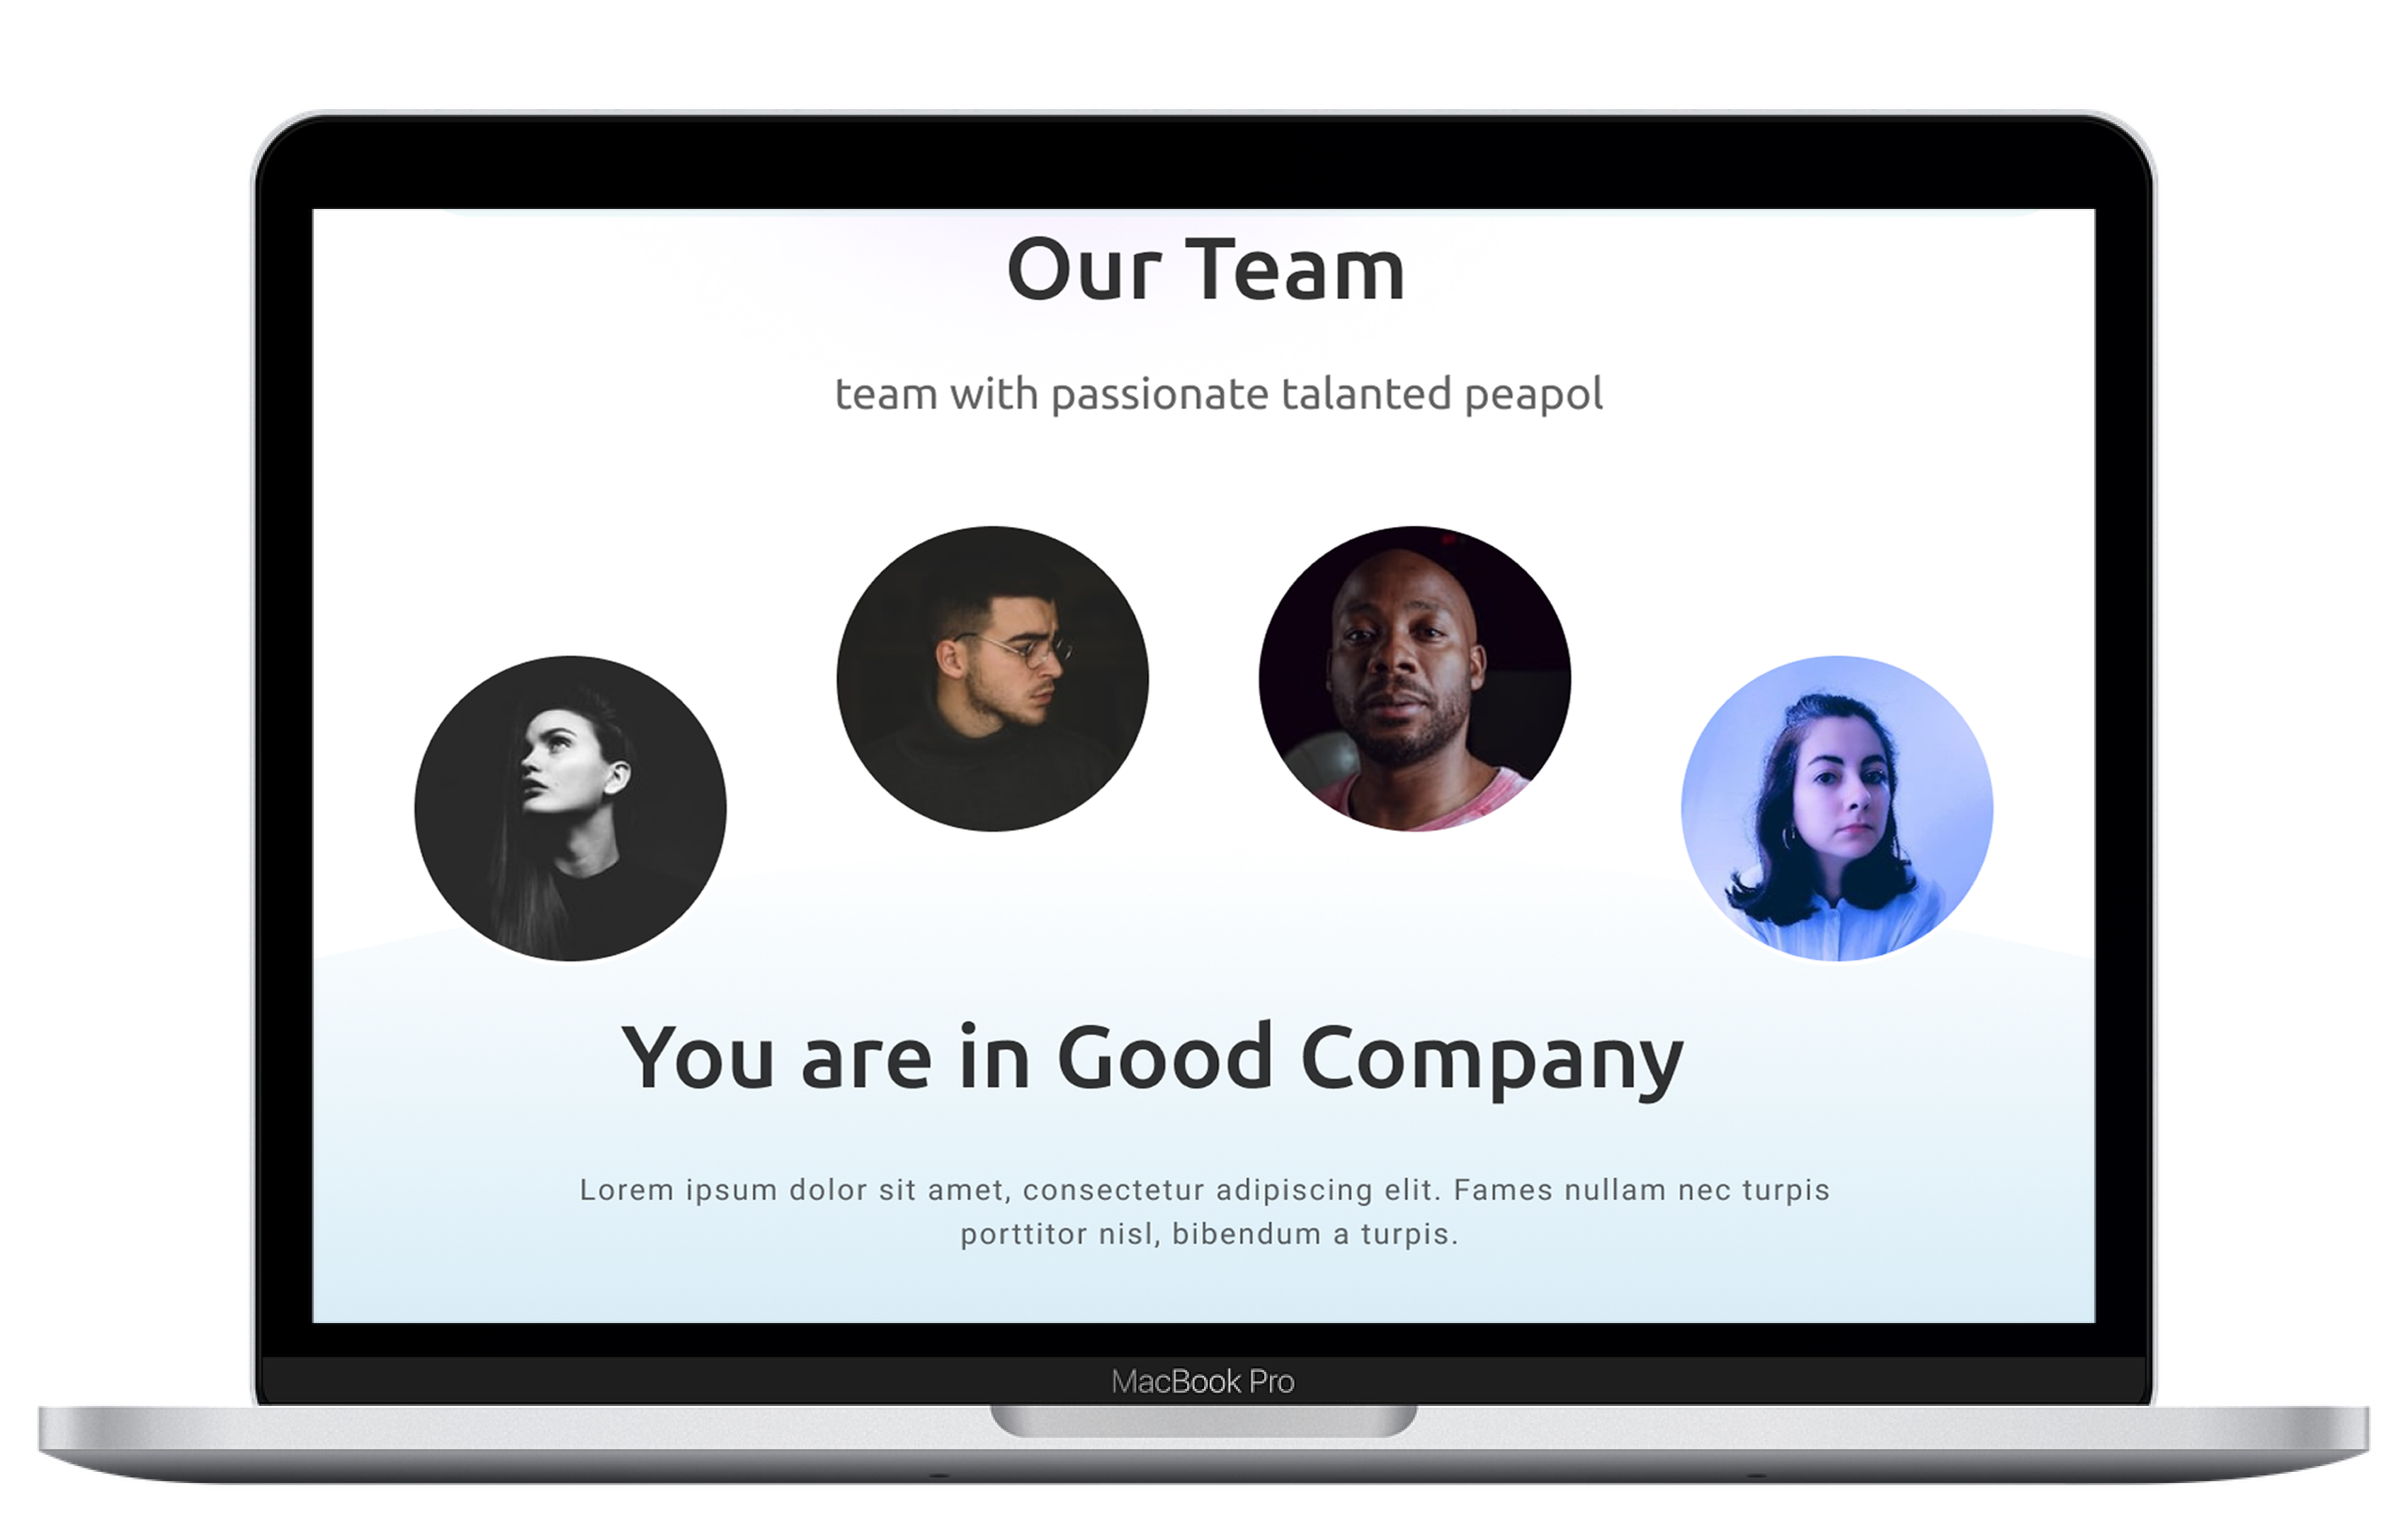 Our Team
team with passionate talanted peapol
You are in Good Company
Lorem ipsum dolor sit amet, consectetur adipiscing elit. Fames nullam nec turpis
porttitor nisl, bibendum a turpis.
MacBook Pro